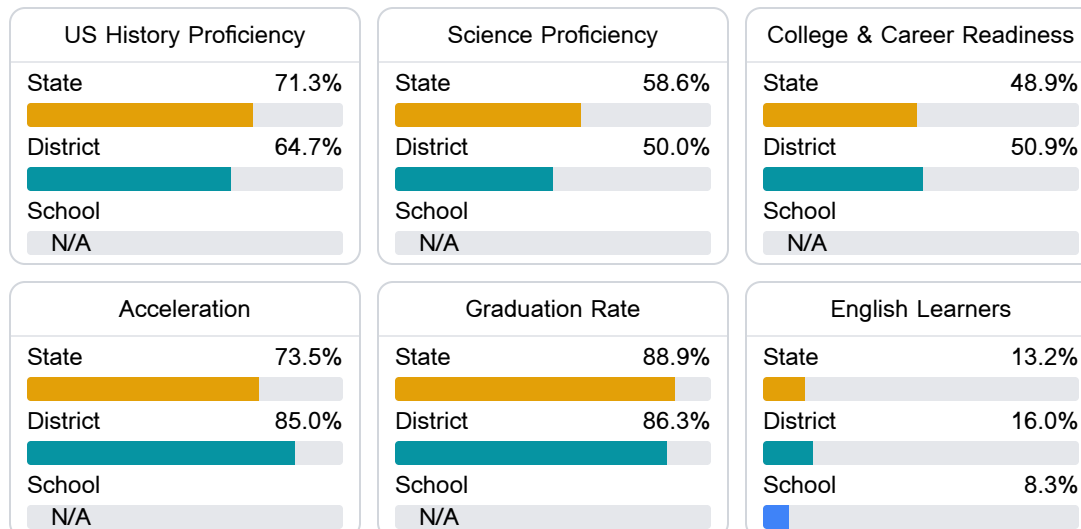 US History Proficiency
State 71.3%
District 64.7%
School
N/A
Science Proficiency
State 58.6%
District 50.0%
School
N/A
College & Career Readiness
State 48.9%
District 50.9%
School
N/A
Acceleration
State 73.5%
District 85.0%
School
N/A
Graduation Rate
State 88.9%
District 86.3%
School
N/A
English Learners
State 13.2%
District 16.0%
School 8.3%